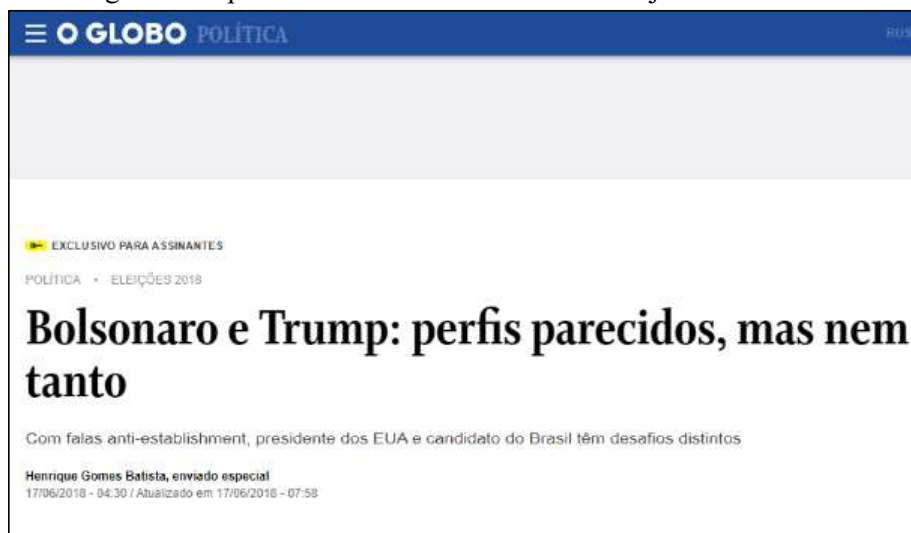 O GLOBO POLÍTICA
EXCLUSIVO PARA ASSINANTES
POLÍTICA • ELEIÇÕES 2018
Bolsonaro e Trump: perfis parecidos, mas nem
tanto
Com falas anti-establishment, presidente dos EUA e candidato do Brasil têm desafios distintos
Henrique Gomes Batista, enviado especial
17/06/2018 - 04:30 / Atualizado em 17/06/2018 - 07:58